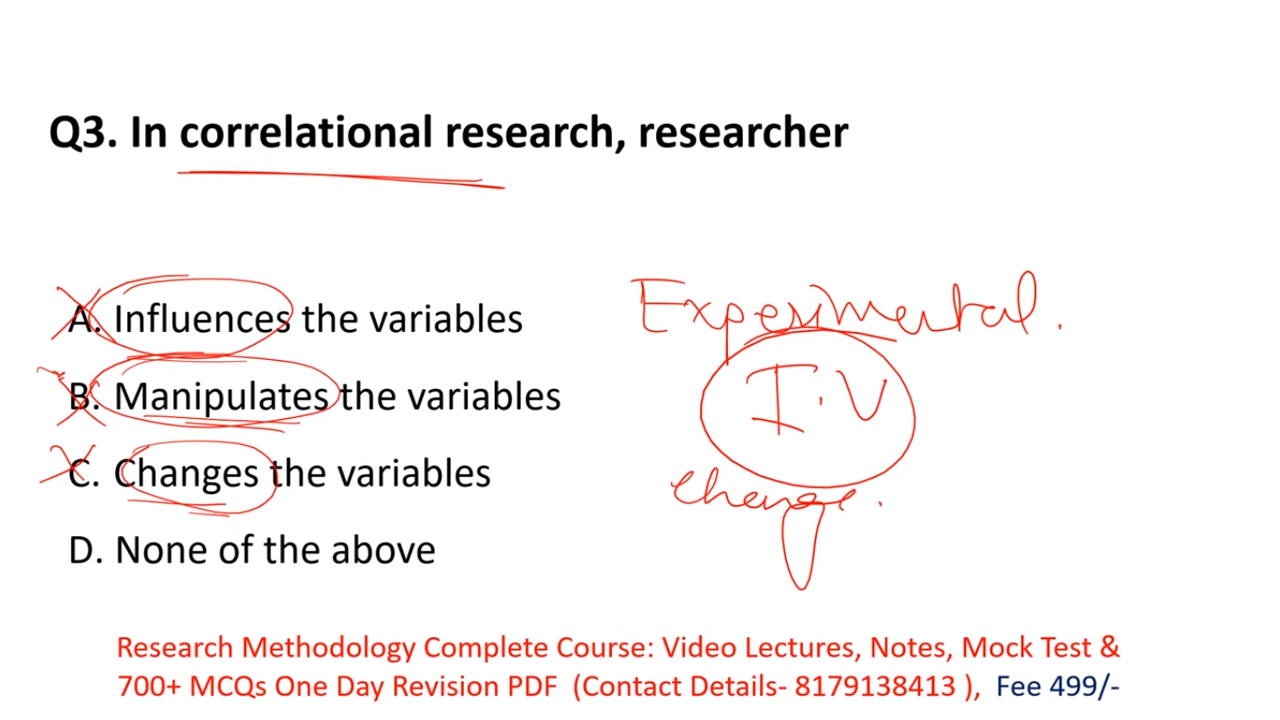 Q3. In correlational research, researcher
A. Influences the variables
Experimental.
B. Manipulates the variables
I.V
C. Changes the variables
change.
D. None of the above
Research Methodology Complete Course: Video Lectures, Notes, Mock Test &
700+ MCQs One Day Revision PDF (Contact Details- 8179138413 ), Fee 499/-